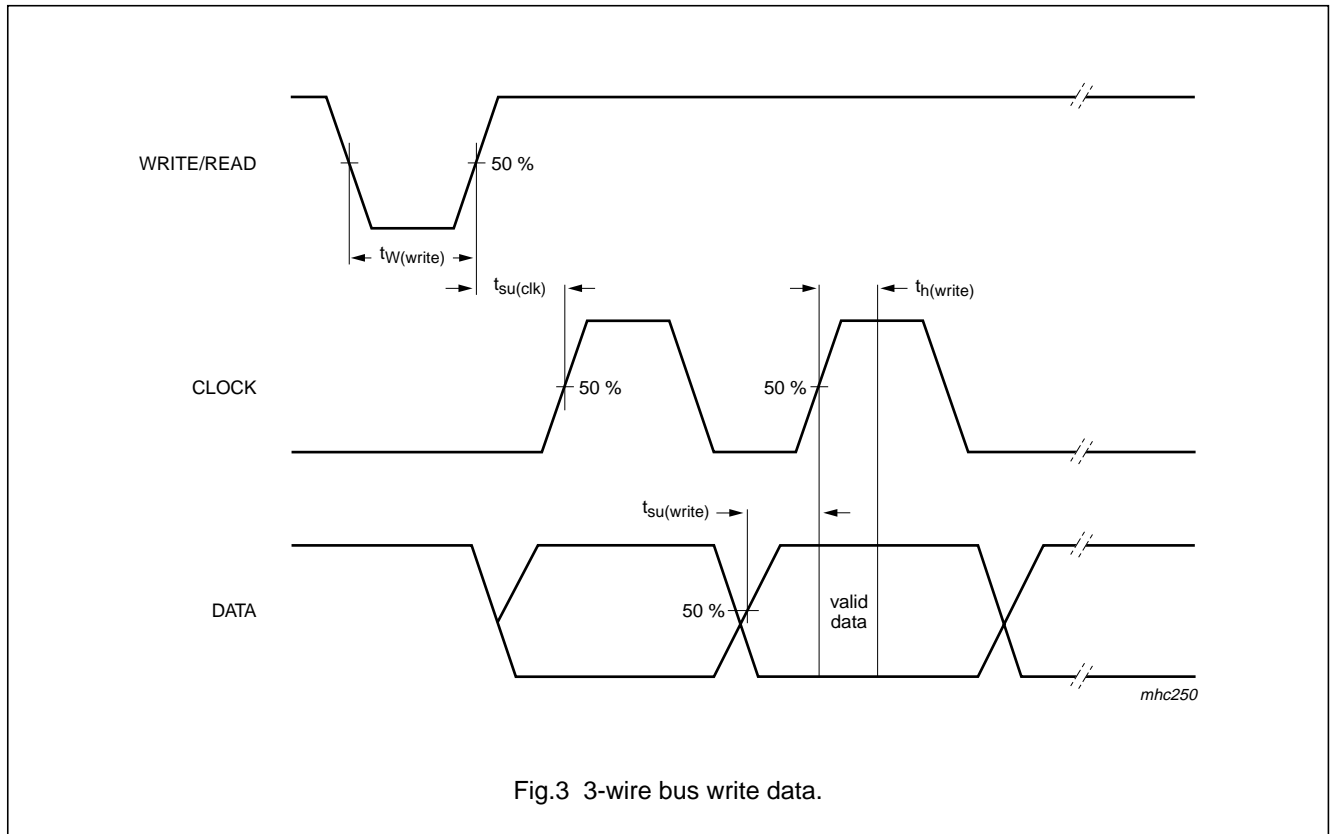 WRITE/READ
50 %
tW(write)
tsu(clk)
th(write)
CLOCK
50 %
50 %
tsu(write)
DATA
50 %
valid
data
mhc250
Fig.3 3-wire bus write data.